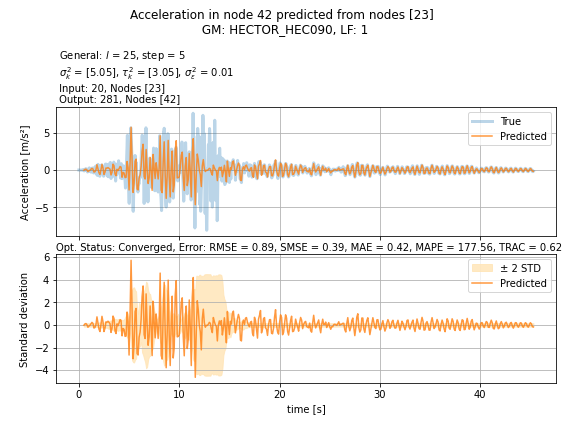 Acceleration in node 42 predicted from nodes [23]
GM: HECTOR_HEC090, LF: 1
General: l = 25, step = 5
σ²ₖ = [5.05], τ²ₖ = [3.05], σ²ε = 0.01
Input: 20, Nodes [23]
Output: 281, Nodes [42]
True
Predicted
5
0
−5
Acceleration [m/s²]
Opt. Status: Converged, Error: RMSE = 0.89, SMSE = 0.39, MAE = 0.42, MAPE = 177.56, TRAC = 0.62
± 2 STD
Predicted
6
4
2
0
−2
−4
Standard deviation
0 10 20 30 40
time [s]